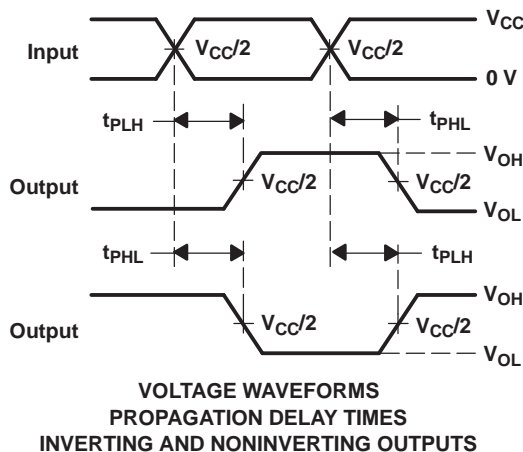 VCC
Input
VCC/2
VCC/2
0 V
tPLH
tPHL
VOH
Output
VCC/2
VCC/2
VOL
tPHL
tPLH
VOH
Output
VCC/2
VCC/2
VOL
VOLTAGE WAVEFORMS
PROPAGATION DELAY TIMES
INVERTING AND NONINVERTING OUTPUTS